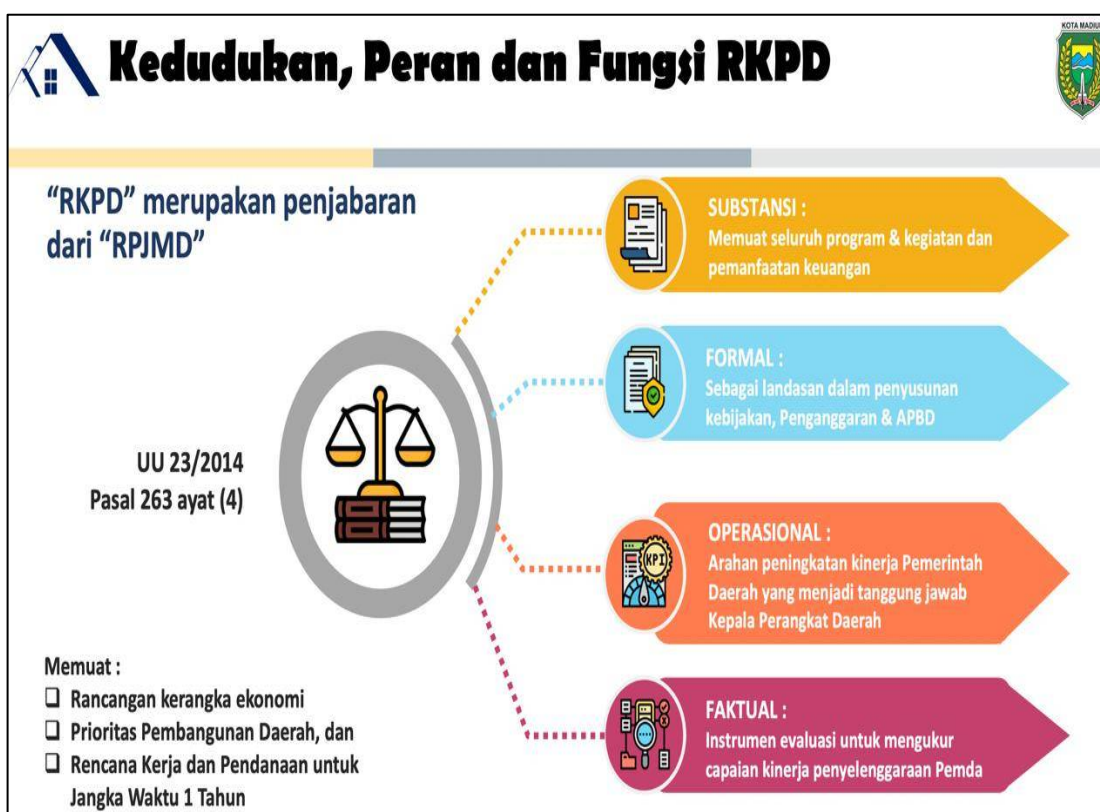 Kedudukan, Peran dan Fungsi RKPD
KOTA MADIUN
“RKPD” merupakan penjabaran
dari “RPJMD”
UU 23/2014
Pasal 263 ayat (4)
Memuat :
❑ Rancangan kerangka ekonomi
❑ Prioritas Pembangunan Daerah, dan
❑ Rencana Kerja dan Pendanaan untuk
Jangka Waktu 1 Tahun
SUBSTANSI :
Memuat seluruh program & kegiatan dan
pemanfaatan keuangan
FORMAL :
Sebagai landasan dalam penyusunan
kebijakan, Penganggaran & APBD
KPI
OPERASIONAL :
Arahan peningkatan kinerja Pemerintah
Daerah yang menjadi tanggung jawab
Kepala Perangkat Daerah
FAKTUAL :
Instrumen evaluasi untuk mengukur
capaian kinerja penyelenggaraan Pemda